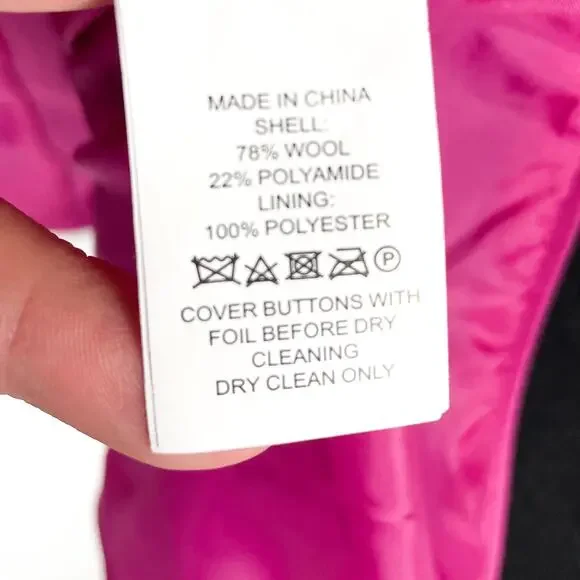 MADE IN CHINA
SHELL:
78% WOOL
22% POLYAMIDE
LINING:
100% POLYESTER
P
COVER BUTTONS WITH
FOIL BEFORE DRY
CLEANING
DRY CLEAN ONLY